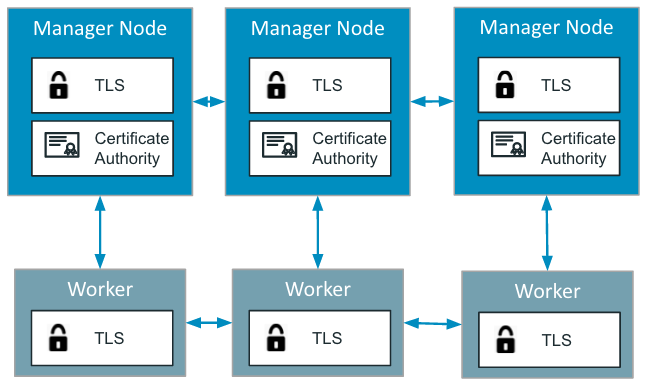 Manager Node
Manager Node
Manager Node
TLS
TLS
TLS
Certificate
Authority
Certificate
Authority
Certificate
Authority
Worker
Worker
Worker
TLS
TLS
TLS